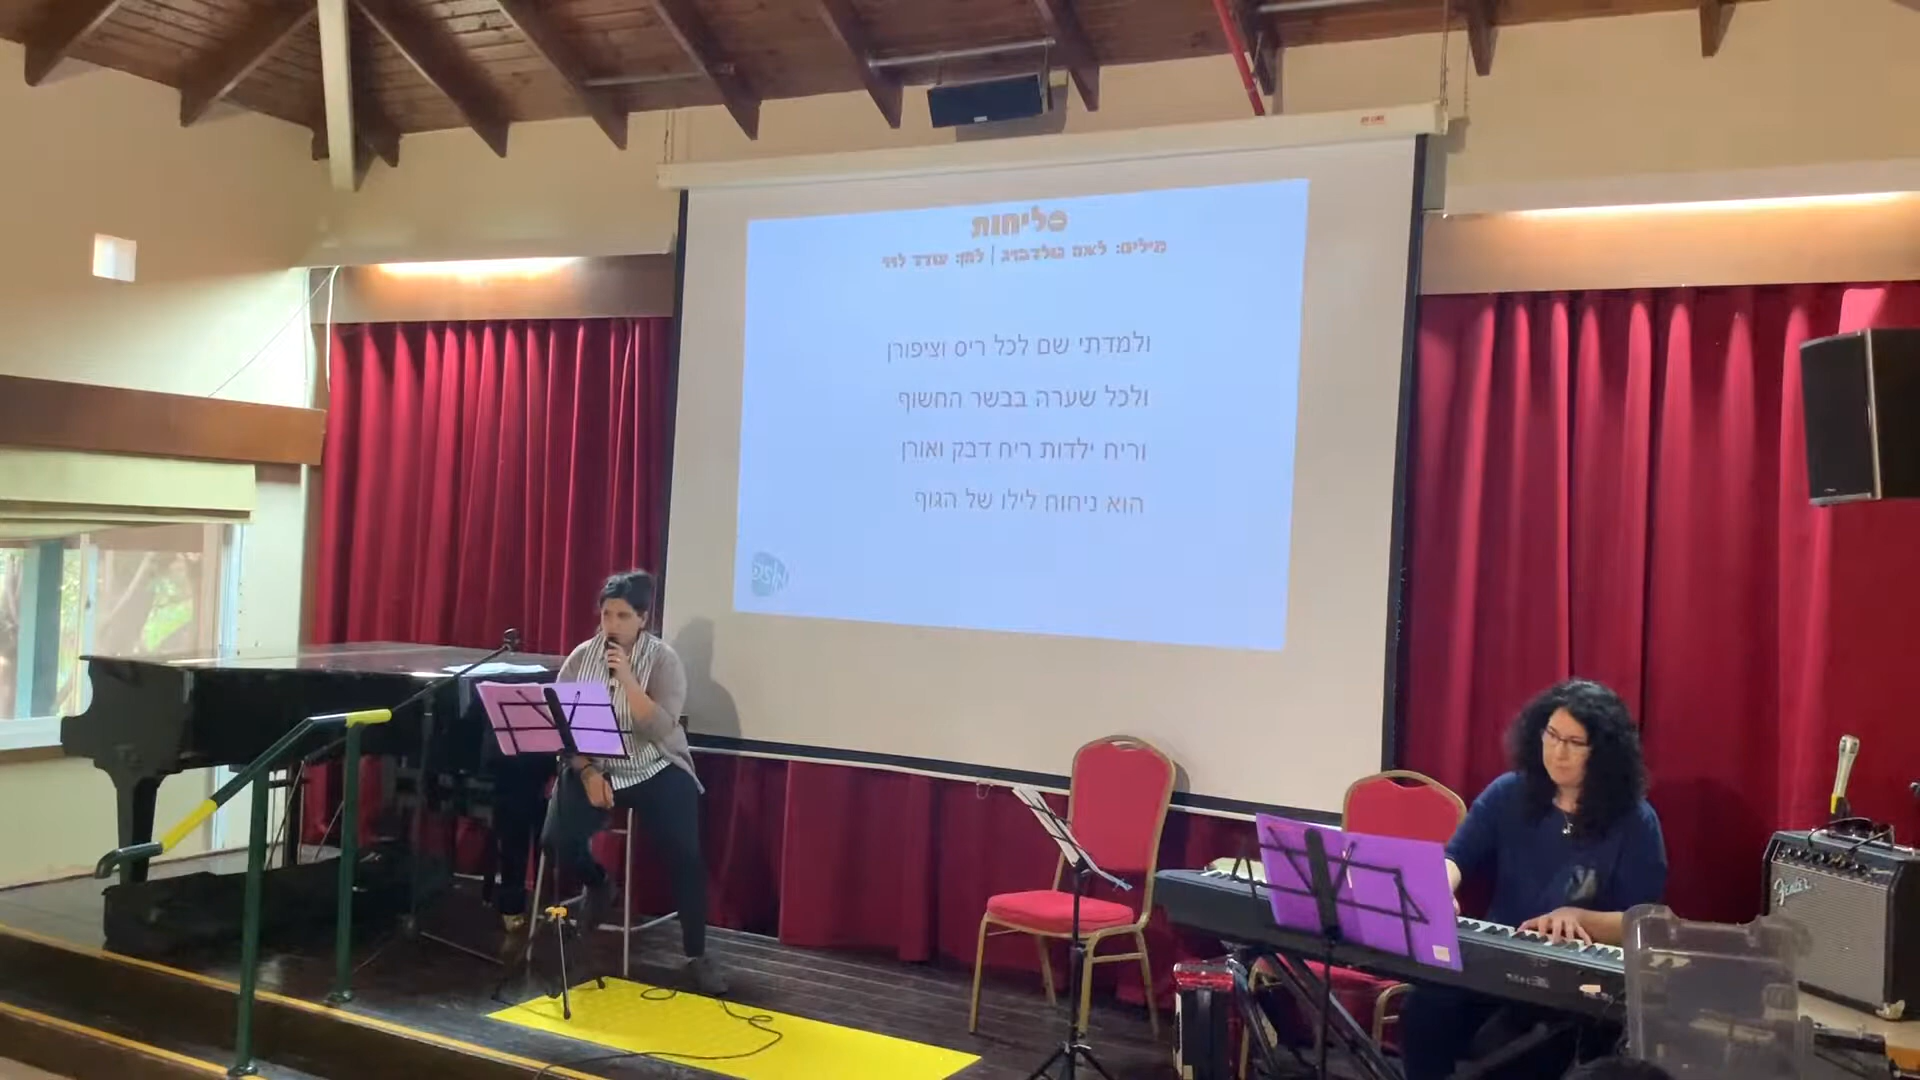 סליחות
מילים: לאה גולדברג | לחן: עודד לרר
ולמדתי שם לכל ריס וציפורן
ולכל שערה בבשר החשוף
וריח ילדות ריח דבק ואורן
הוא ניחוח לילו של הגוף
Fender